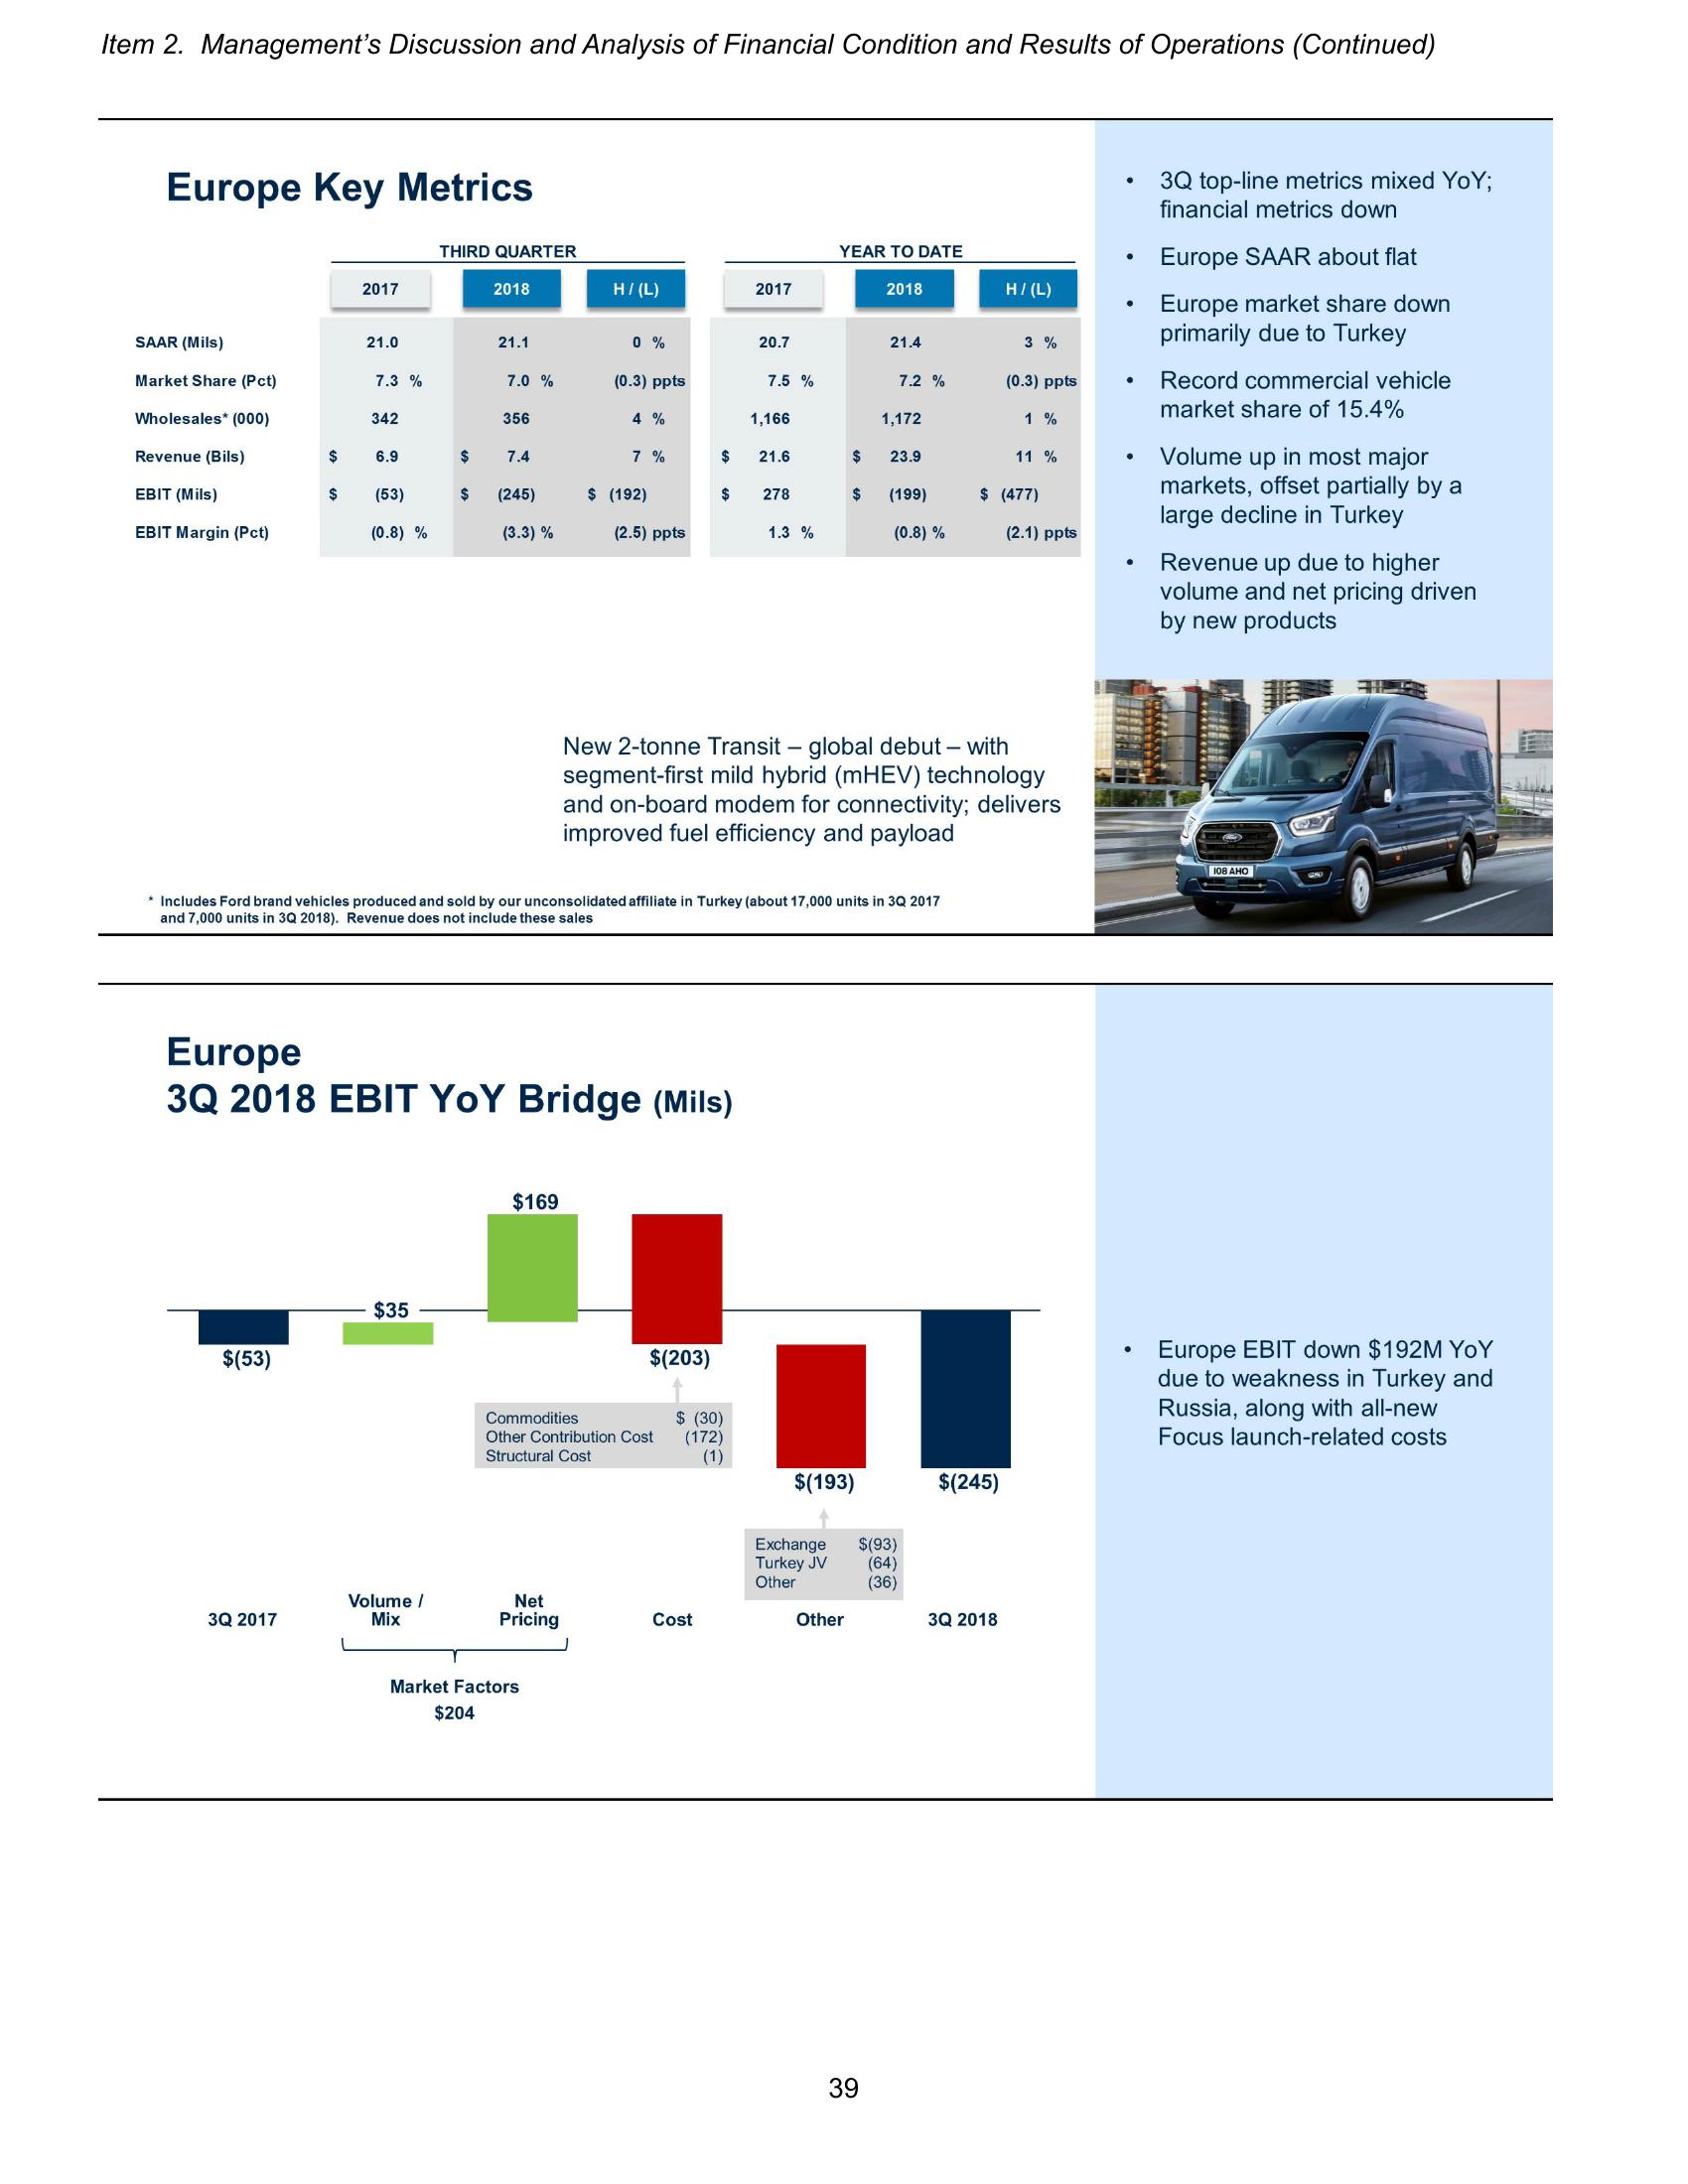 Item 2.  Management’s Discussion and Analysis of Financial Condition and Results of Operations (Continued)
Europe Key Metrics
THIRD QUARTER YEAR TO DATE
2017 2018 H / (L) 2017 2018 H / (L)
SAAR (Mils) 21.0 21.1 0 % 20.7 21.4 3 %
Market Share (Pct) 7.3 % 7.0 % (0.3) ppts 7.5 % 7.2 % (0.3) ppts
Wholesales* (000) 342 356 4 % 1,166 1,172 1 %
Revenue (Bils) $ 6.9 $ 7.4 7 % $ 21.6 $ 23.9 11 %
EBIT (Mils) $ (53) $ (245) $ (192) $ 278 $ (199) $ (477)
EBIT Margin (Pct) (0.8) % (3.3) % (2.5) ppts 1.3 % (0.8) % (2.1) ppts
New 2-tonne Transit – global debut – with
segment-first mild hybrid (mHEV) technology
and on-board modem for connectivity; delivers
improved fuel efficiency and payload
* Includes Ford brand vehicles produced and sold by our unconsolidated affiliate in Turkey (about 17,000 units in 3Q 2017
and 7,000 units in 3Q 2018).  Revenue does not include these sales
• 3Q top-line metrics mixed YoY;
financial metrics down
• Europe SAAR about flat
• Europe market share down
primarily due to Turkey
• Record commercial vehicle
market share of 15.4%
• Volume up in most major
markets, offset partially by a
large decline in Turkey
• Revenue up due to higher
volume and net pricing driven
by new products
Ford
108 AHO
Europe
3Q 2018 EBIT YoY Bridge (Mils)
$169
$35
$(53)
$(203)
Commodities $ (30)
Other Contribution Cost (172)
Structural Cost (1)
$(193)
$(245)
Exchange $(93)
Turkey JV (64)
Other (36)
3Q 2017
Volume /
Mix
Net
Pricing
Cost
Other
3Q 2018
Market Factors
$204
• Europe EBIT down $192M YoY
due to weakness in Turkey and
Russia, along with all-new
Focus launch-related costs
39